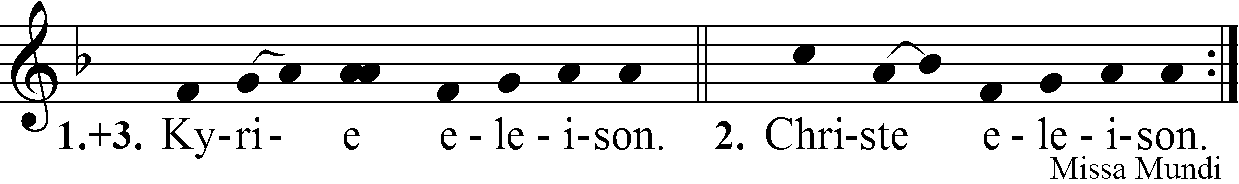 1.+3. Ky-ri- e e - le - i-son. 2. Chri-ste e - le - i-son.
Missa Mundi